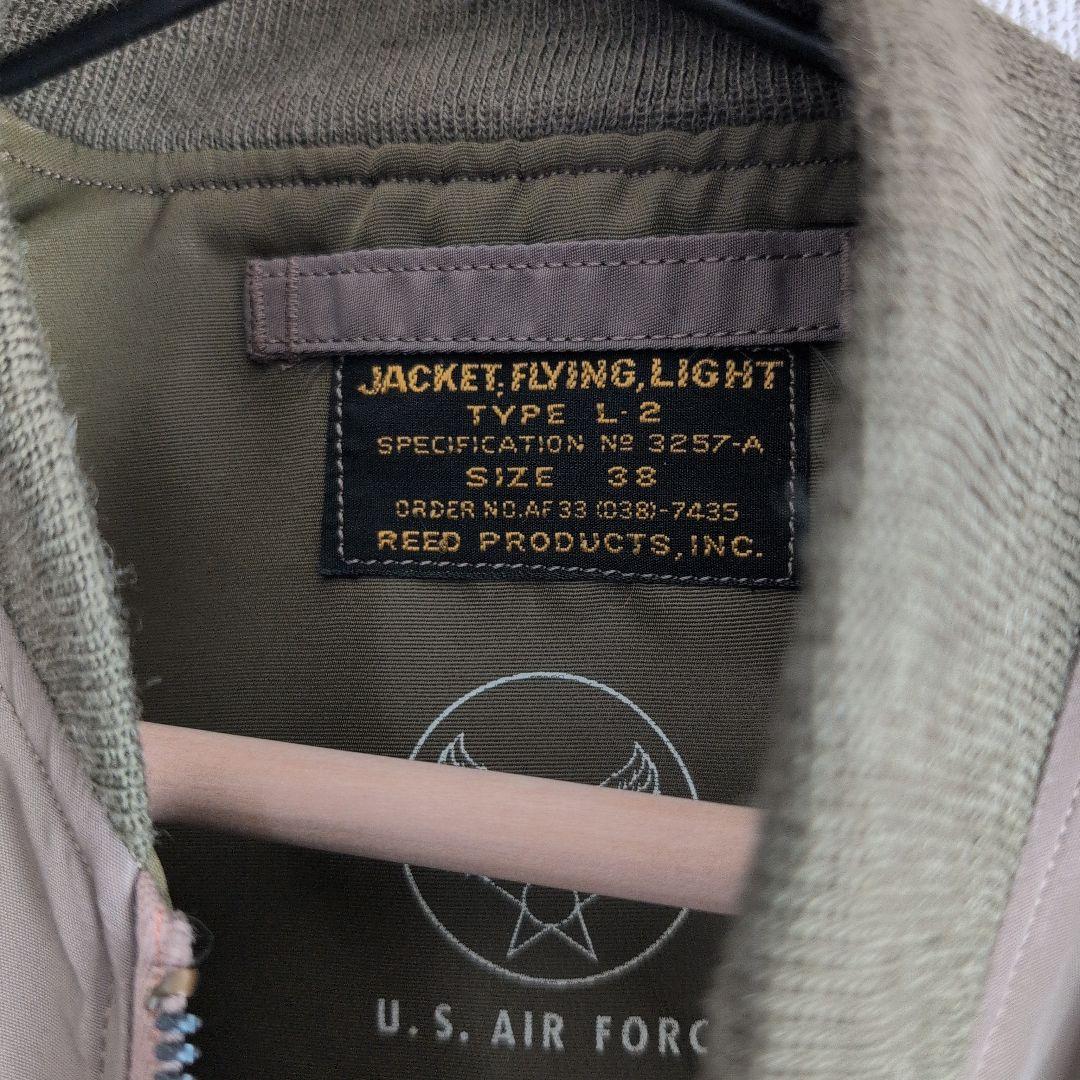 JACKET, FLYING, LIGHT
TYPE L-2
SPECIFICATION Nº 3257-A
SIZE 38
ORDER NO. AF 33 (038)-7435
REED PRODUCTS, INC.
U.S. AIR FORC